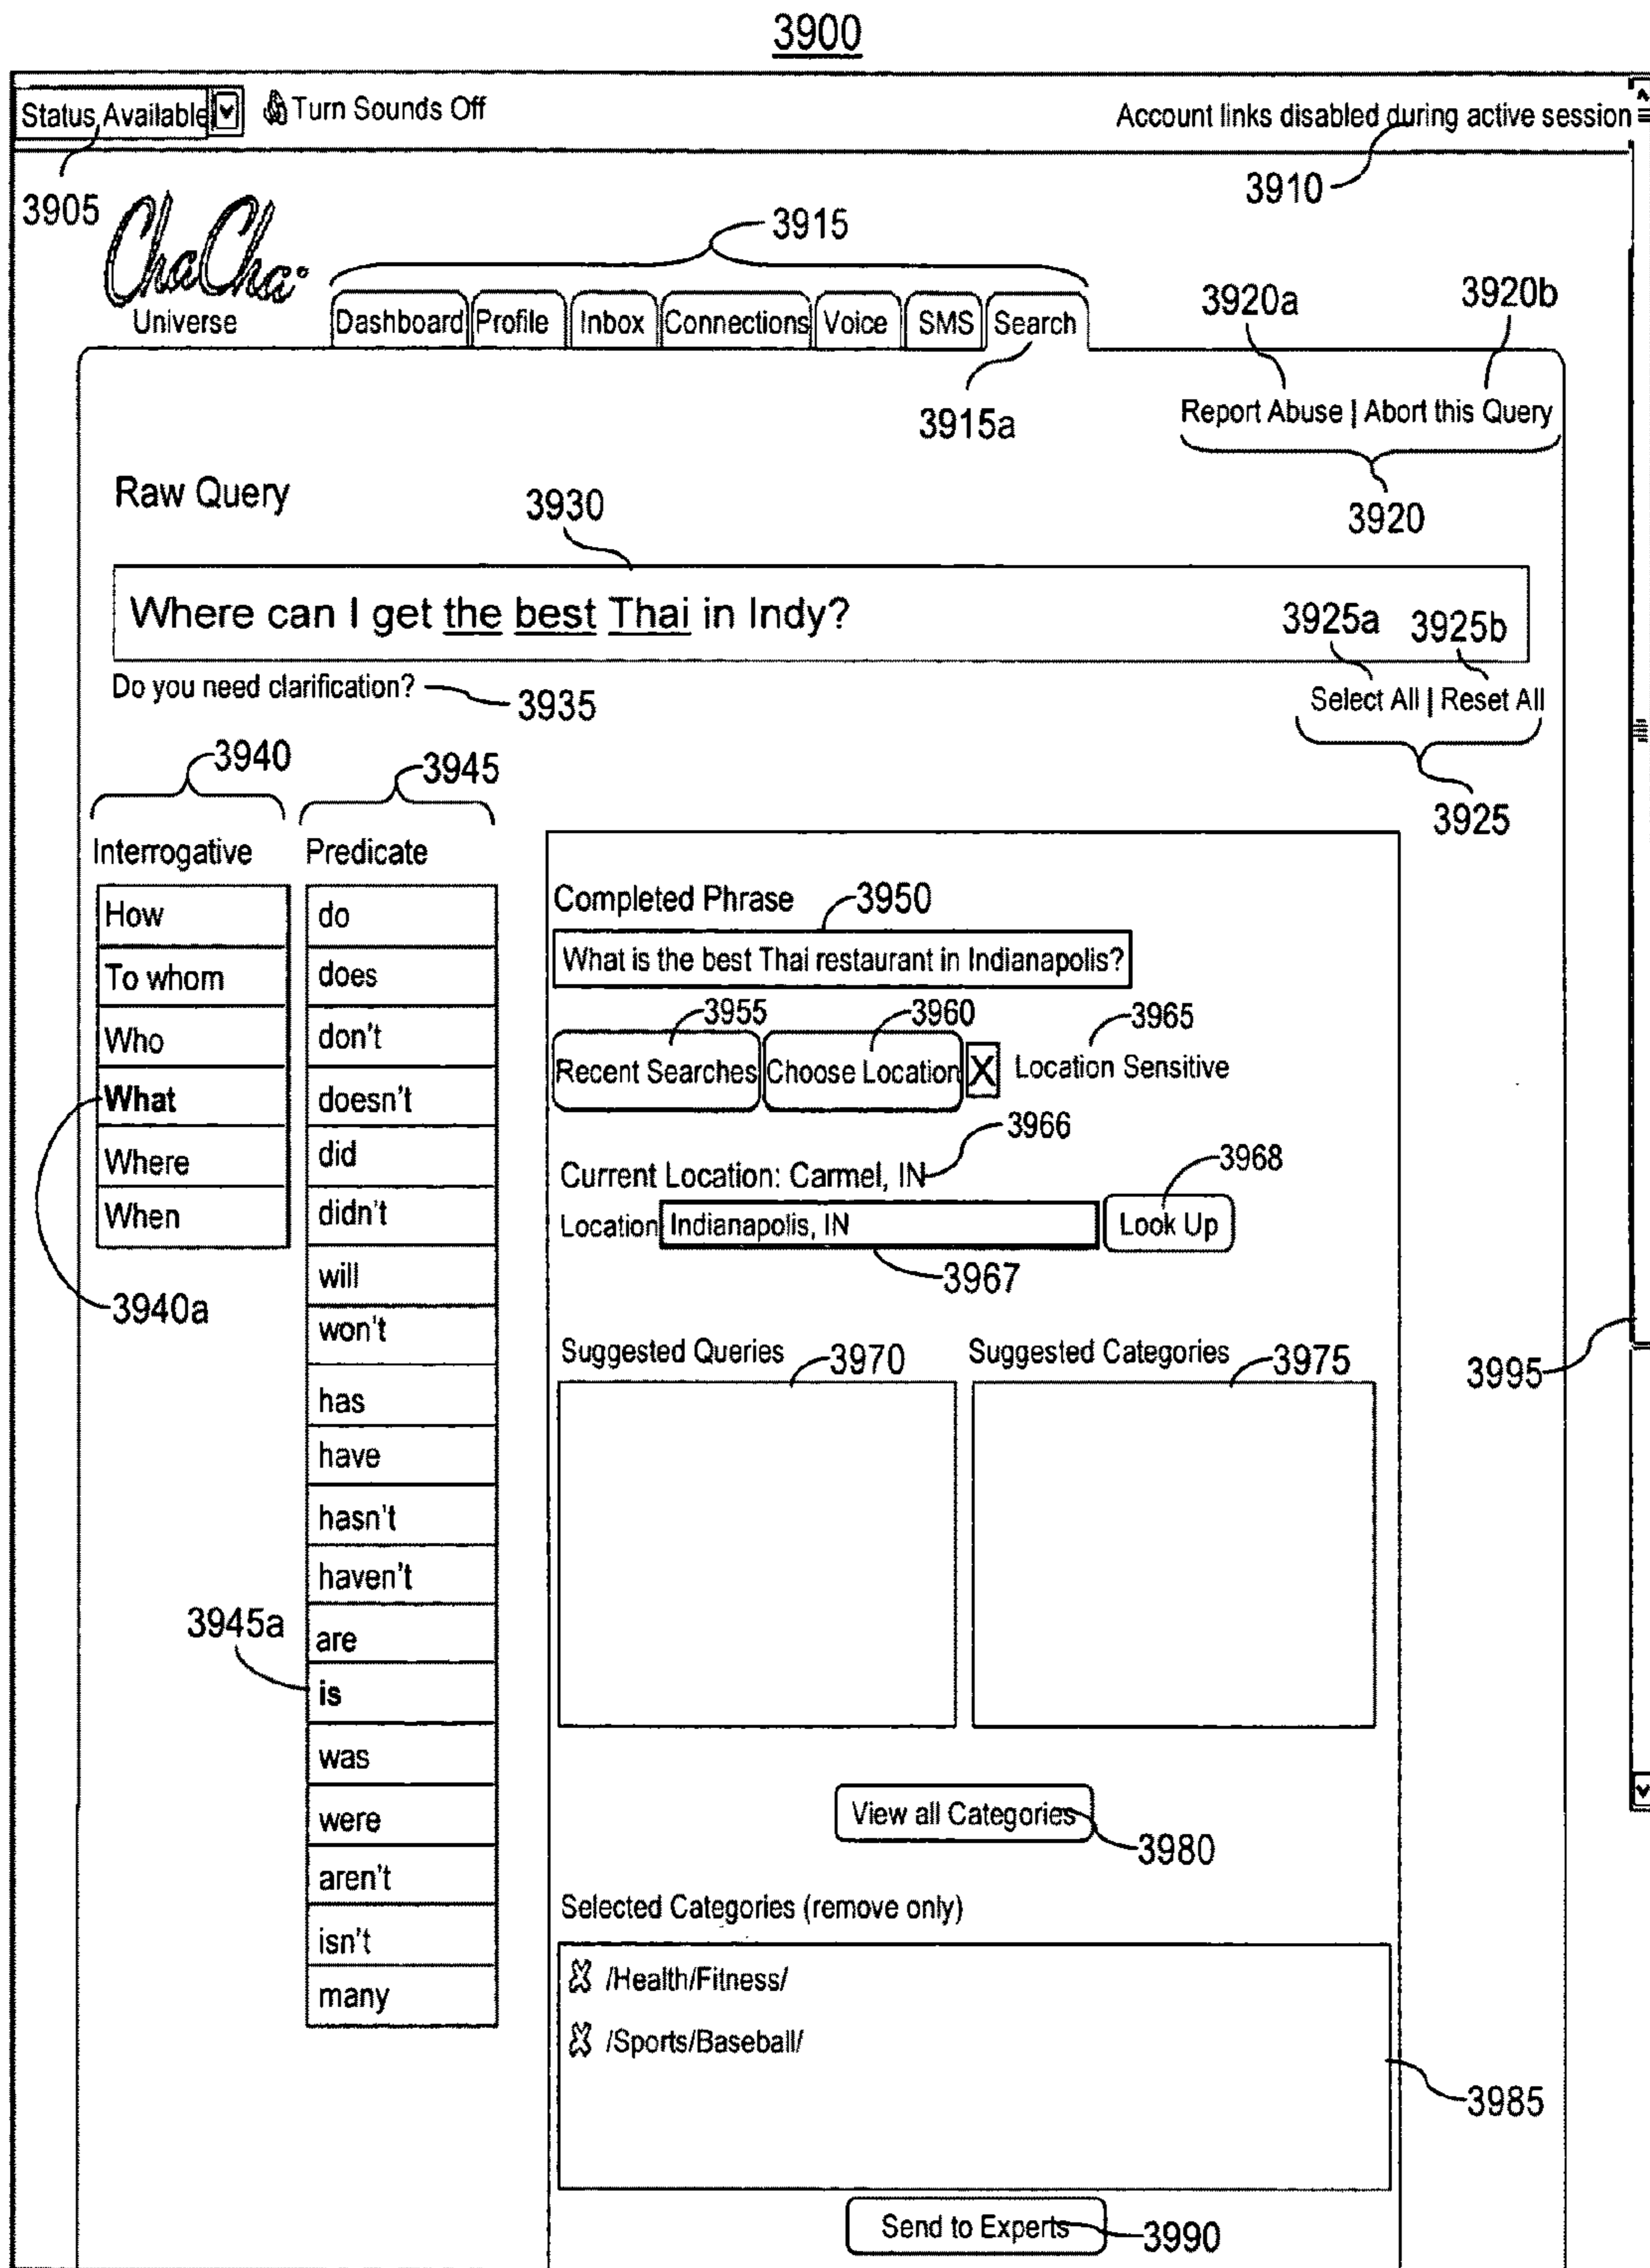 3900
Status Available Turn Sounds Off Account links disabled during active session
3905 3910
ChaCha
Universe
3915
Dashboard Profile Inbox Connections Voice SMS Search
3915a
3920a 3920b
Report Abuse | Abort this Query
3920
Raw Query
3930
Where can I get the best Thai in Indy?
3925a 3925b
Do you need clarification? 3935
Select All | Reset All
3925
3940 3945
Interrogative Predicate
How
To whom
Who
What
Where
When
3940a
do
does
don't
doesn't
did
didn't
will
won't
has
have
hasn't
haven't
are
3945a
is
was
were
aren't
isn't
many
Completed Phrase 3950
What is the best Thai restaurant in Indianapolis?
3955 3960 3965
Recent Searches Choose Location X Location Sensitive
3966
Current Location: Carmel, IN
3968
Location Indianapolis, IN Look Up
3967
Suggested Queries 3970 Suggested Categories 3975
3995
View all Categories
3980
Selected Categories (remove only)
X /Health/Fitness/
X /Sports/Baseball/
3985
Send to Experts 3990